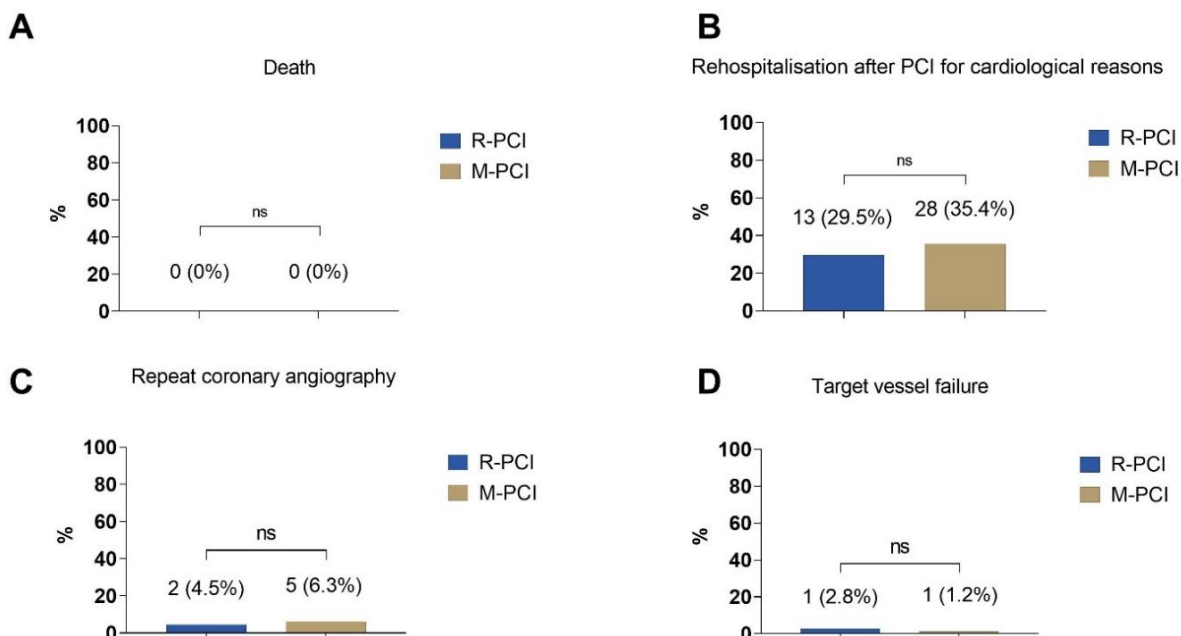 A
Death
100
80
60
40
20
0
%
ns
0 (0%)
0 (0%)
R-PCI
M-PCI
B
Rehospitalisation after PCI for cardiological reasons
100
80
60
40
20
0
%
ns
13 (29.5%)
28 (35.4%)
R-PCI
M-PCI
C
Repeat coronary angiography
100
80
60
40
20
0
%
ns
2 (4.5%)
5 (6.3%)
R-PCI
M-PCI
D
Target vessel failure
100
80
60
40
20
0
%
ns
1 (2.8%)
1 (1.2%)
R-PCI
M-PCI